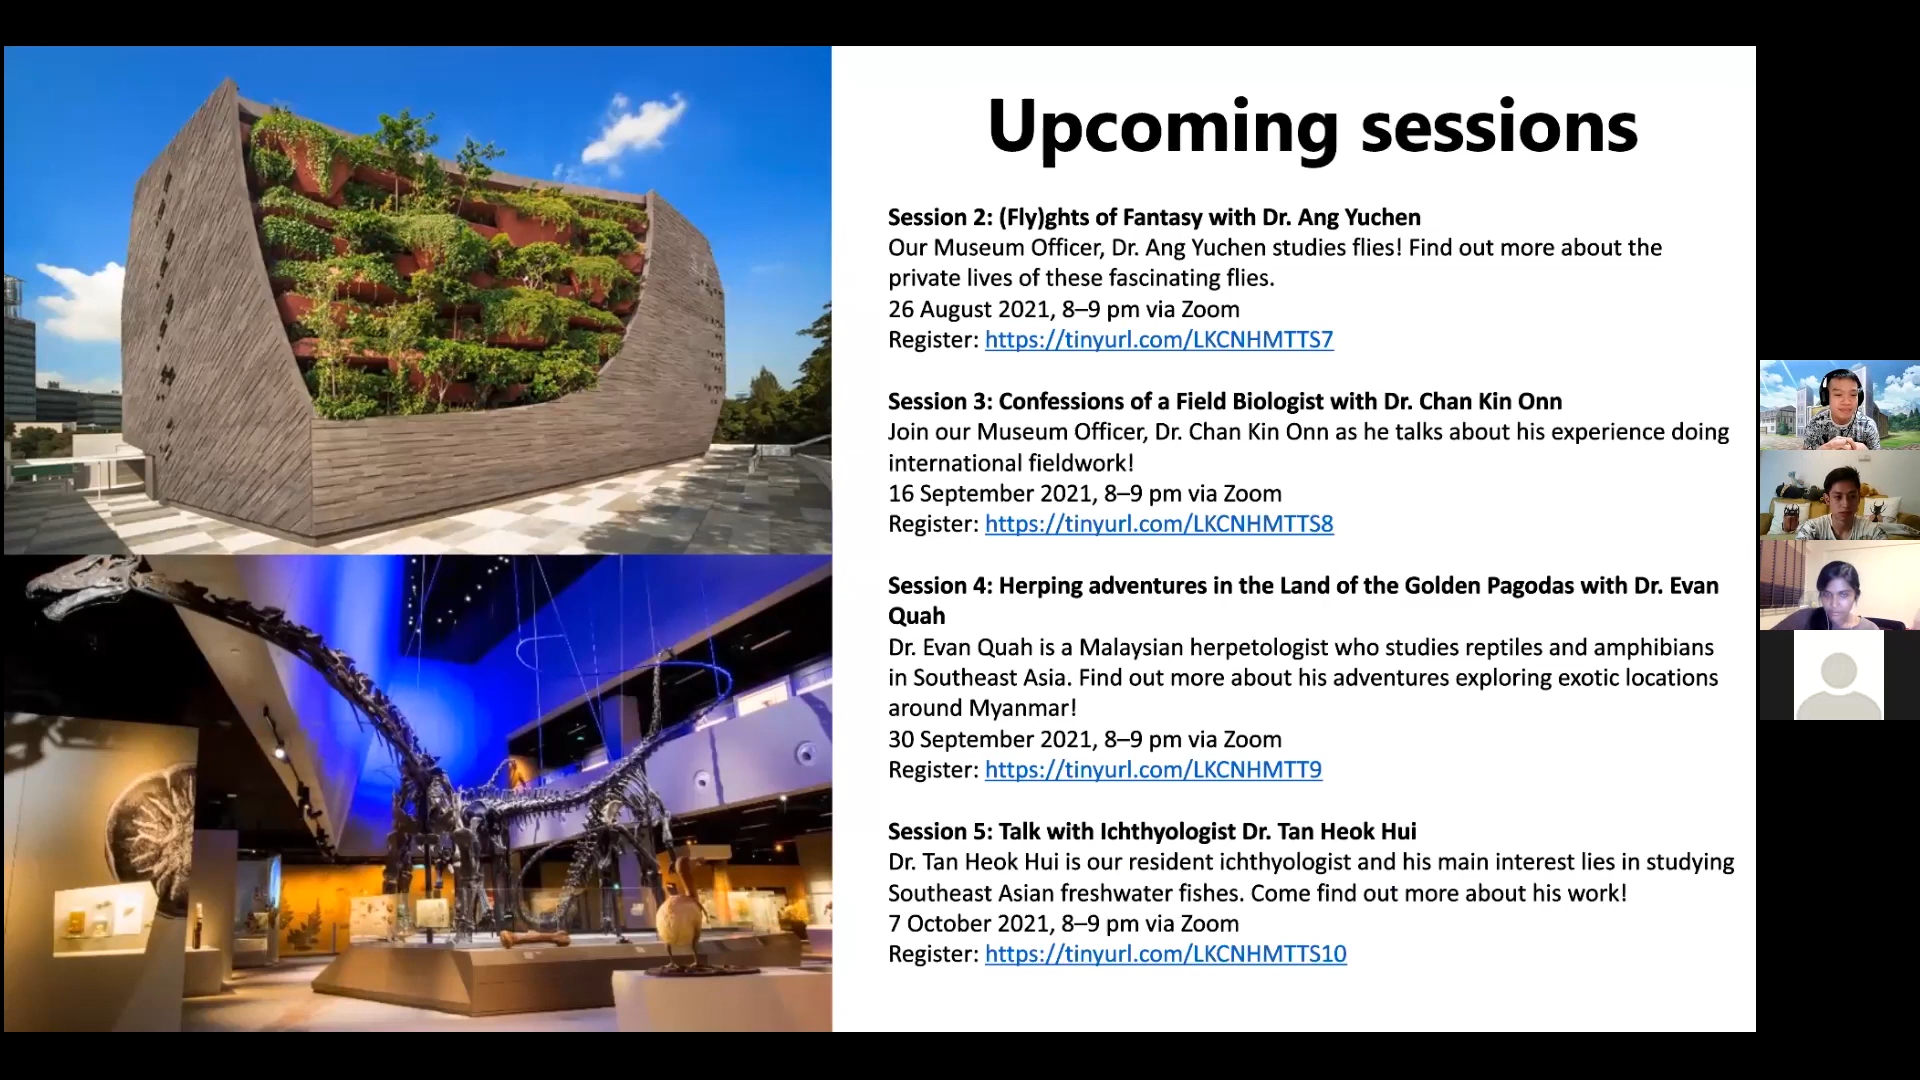 Upcoming sessions
Session 2: (Fly)ghts of Fantasy with Dr. Ang Yuchen
Our Museum Officer, Dr. Ang Yuchen studies flies! Find out more about the
private lives of these fascinating flies.
26 August 2021, 8–9 pm via Zoom
Register: https://tinyurl.com/LKCNHMTTS7
Session 3: Confessions of a Field Biologist with Dr. Chan Kin Onn
Join our Museum Officer, Dr. Chan Kin Onn as he talks about his experience doing
international fieldwork!
16 September 2021, 8–9 pm via Zoom
Register: https://tinyurl.com/LKCNHMTTS8
Session 4: Herping adventures in the Land of the Golden Pagodas with Dr. Evan
Quah
Dr. Evan Quah is a Malaysian herpetologist who studies reptiles and amphibians
in Southeast Asia. Find out more about his adventures exploring exotic locations
around Myanmar!
30 September 2021, 8–9 pm via Zoom
Register: https://tinyurl.com/LKCNHMTT9
Session 5: Talk with Ichthyologist Dr. Tan Heok Hui
Dr. Tan Heok Hui is our resident ichthyologist and his main interest lies in studying
Southeast Asian freshwater fishes. Come find out more about his work!
7 October 2021, 8–9 pm via Zoom
Register: https://tinyurl.com/LKCNHMTTS10